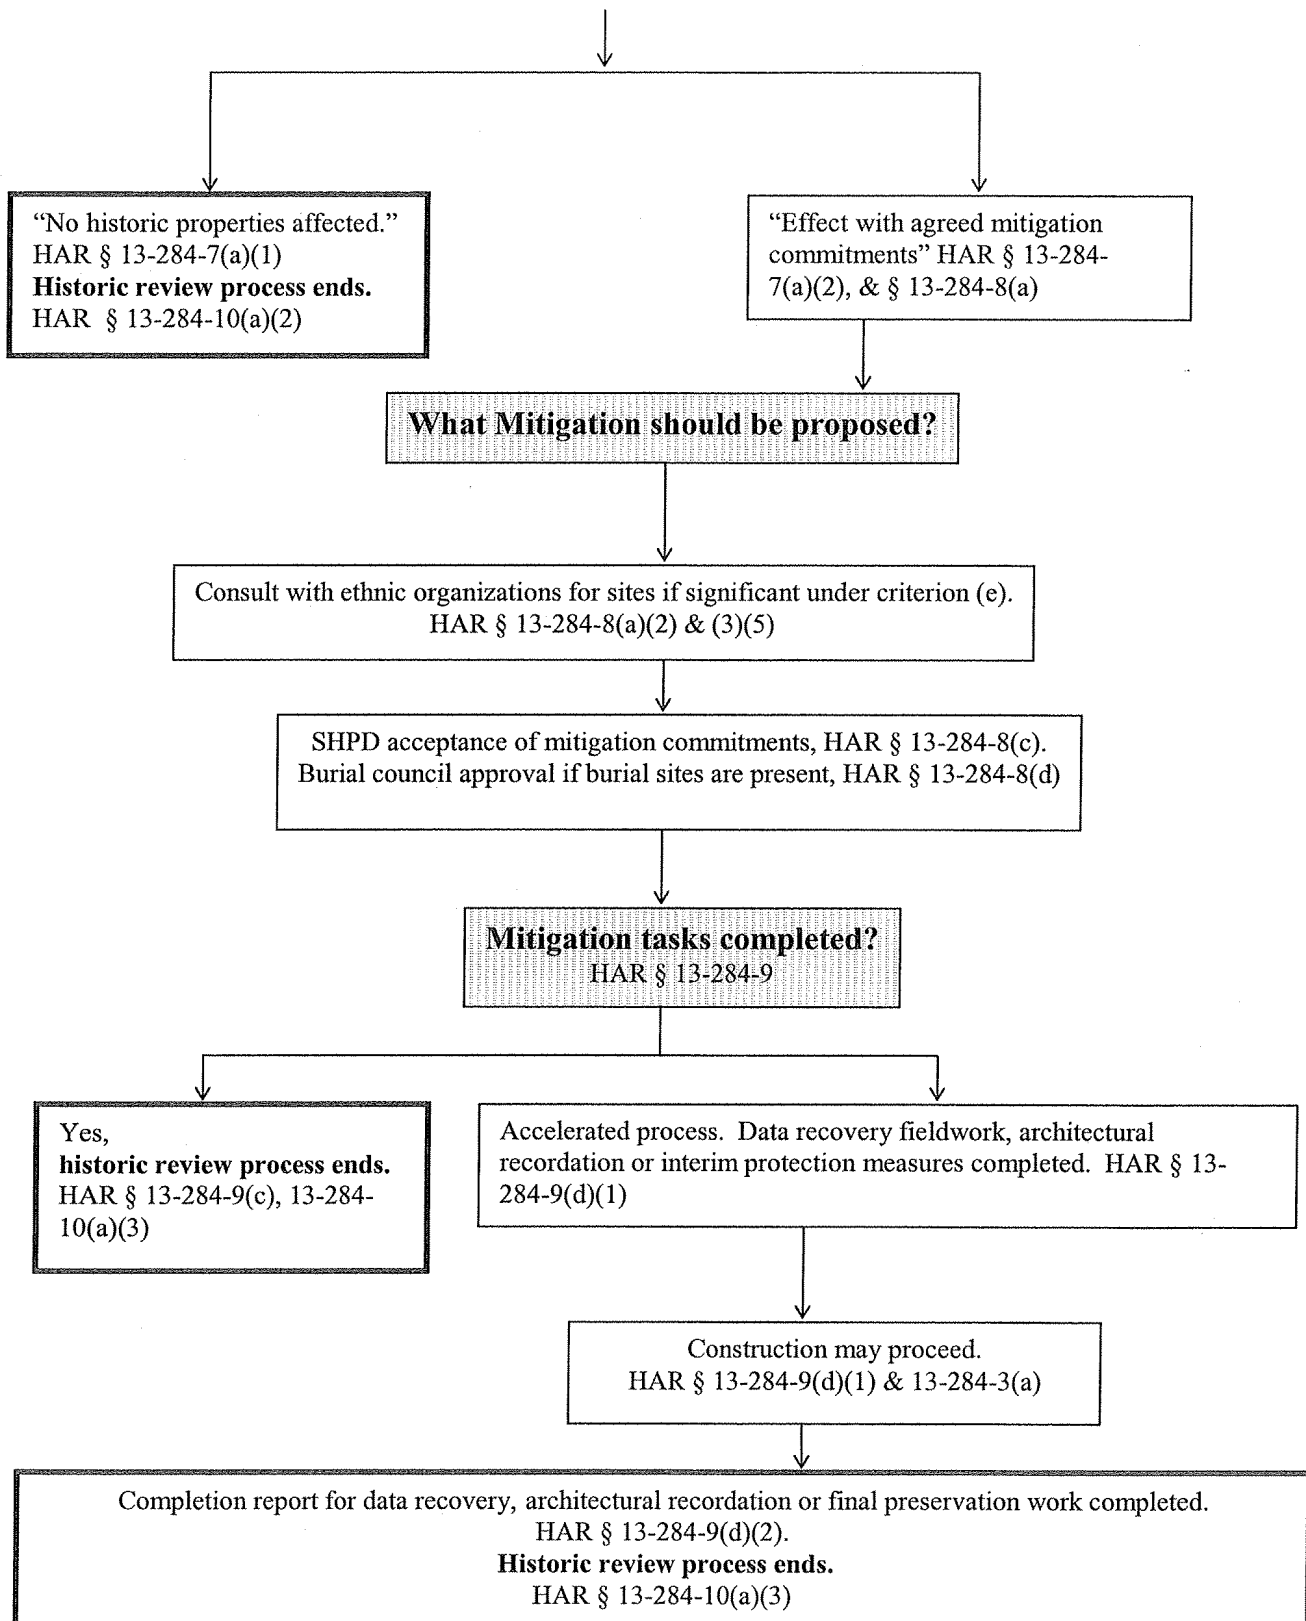 “No historic properties affected.”
HAR § 13-284-7(a)(1)
Historic review process ends.
HAR § 13-284-10(a)(2)
“Effect with agreed mitigation
commitments” HAR § 13-284-
7(a)(2), & § 13-284-8(a)
What Mitigation should be proposed?
Consult with ethnic organizations for sites if significant under criterion (e).
HAR § 13-284-8(a)(2) & (3)(5)
SHPD acceptance of mitigation commitments, HAR § 13-284-8(c).
Burial council approval if burial sites are present, HAR § 13-284-8(d)
Mitigation tasks completed?
HAR § 13-284-9
Yes,
historic review process ends.
HAR § 13-284-9(c), 13-284-
10(a)(3)
Accelerated process. Data recovery fieldwork, architectural
recordation or interim protection measures completed. HAR § 13-
284-9(d)(1)
Construction may proceed.
HAR § 13-284-9(d)(1) & 13-284-3(a)
Completion report for data recovery, architectural recordation or final preservation work completed.
HAR § 13-284-9(d)(2).
Historic review process ends.
HAR § 13-284-10(a)(3)